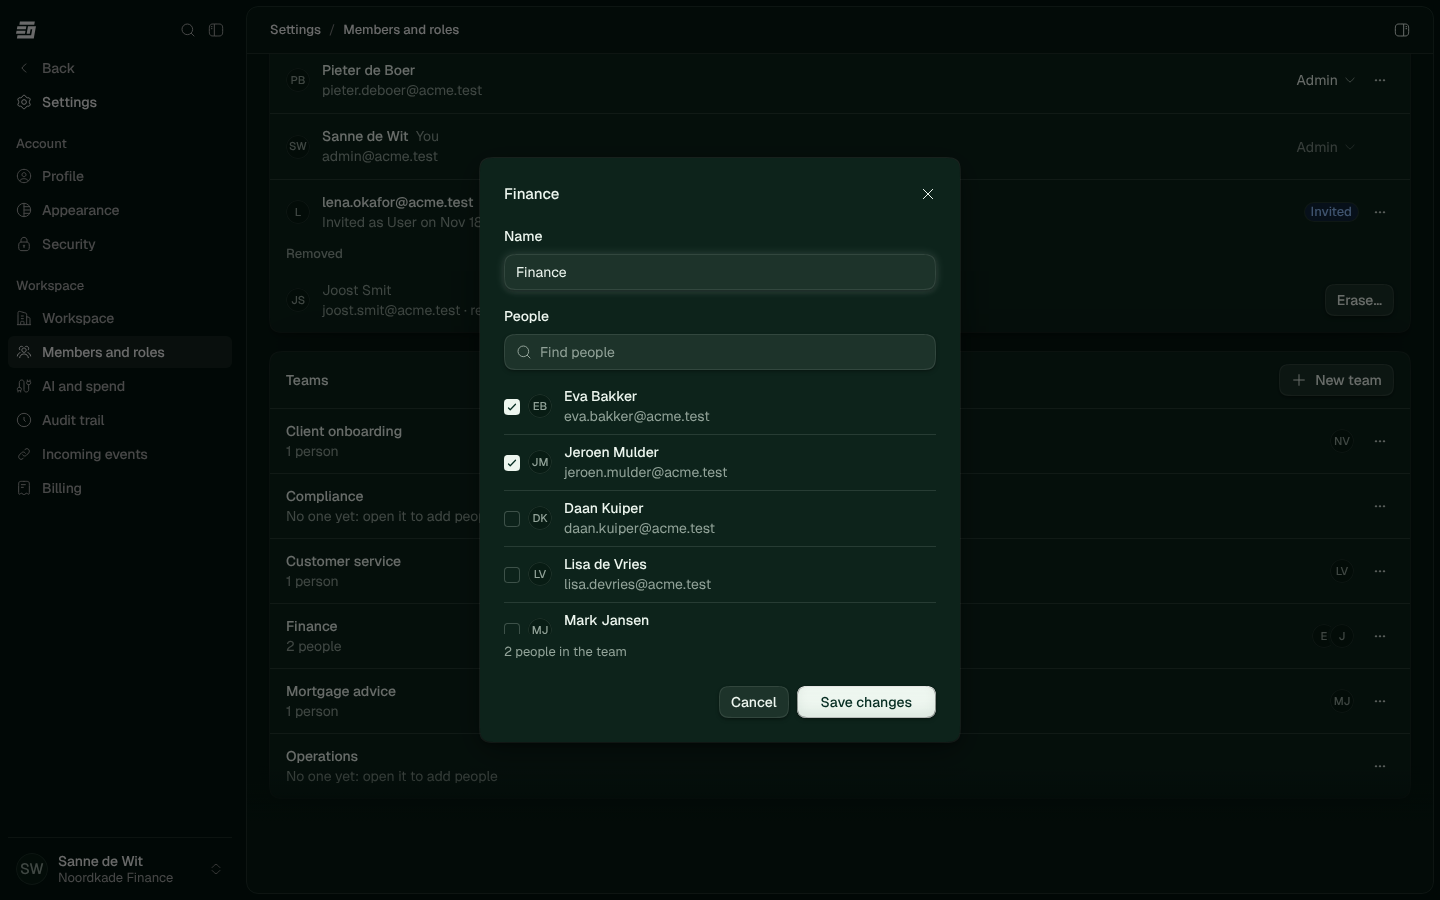 Settings / Members and roles
Back
Settings
Account
Profile
Appearance
Security
Workspace
Workspace
Members and roles
AI and spend
Audit trail
Incoming events
Billing
SW
Sanne de Wit
Noordkade Finance
PB
Pieter de Boer
pieter.deboer@acme.test
Admin
SW
Sanne de Wit You
admin@acme.test
Admin
L
lena.okafor@acme.test
Invited as User on Nov 18
Invited
Removed
JS
Joost Smit
joost.smit@acme.test · re
Erase...
Teams
New team
Client onboarding
1 person
NV
Compliance
No one yet: open it to add peop
Customer service
1 person
LV
Finance
2 people
E J
Mortgage advice
1 person
MJ
Operations
No one yet: open it to add people
Finance
Name
Finance
People
Find people
EB
Eva Bakker
eva.bakker@acme.test
JM
Jeroen Mulder
jeroen.mulder@acme.test
DK
Daan Kuiper
daan.kuiper@acme.test
LV
Lisa de Vries
lisa.devries@acme.test
MJ
Mark Jansen
2 people in the team
Cancel
Save changes